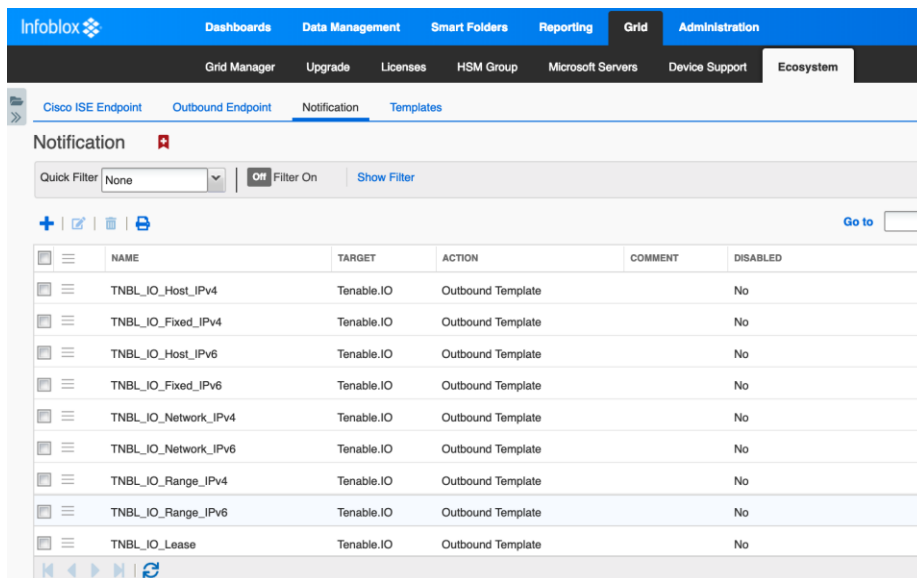 Infoblox Dashboards Data Management Smart Folders Reporting Grid Administration
Grid Manager Upgrade Licenses HSM Group Microsoft Servers Device Support Ecosystem
Cisco ISE Endpoint Outbound Endpoint Notification Templates
Notification
Quick Filter None Off Filter On Show Filter
Go to
NAME TARGET ACTION COMMENT DISABLED
TNBL_IO_Host_IPv4 Tenable.IO Outbound Template No
TNBL_IO_Fixed_IPv4 Tenable.IO Outbound Template No
TNBL_IO_Host_IPv6 Tenable.IO Outbound Template No
TNBL_IO_Fixed_IPv6 Tenable.IO Outbound Template No
TNBL_IO_Network_IPv4 Tenable.IO Outbound Template No
TNBL_IO_Network_IPv6 Tenable.IO Outbound Template No
TNBL_IO_Range_IPv4 Tenable.IO Outbound Template No
TNBL_IO_Range_IPv6 Tenable.IO Outbound Template No
TNBL_IO_Lease Tenable.IO Outbound Template No